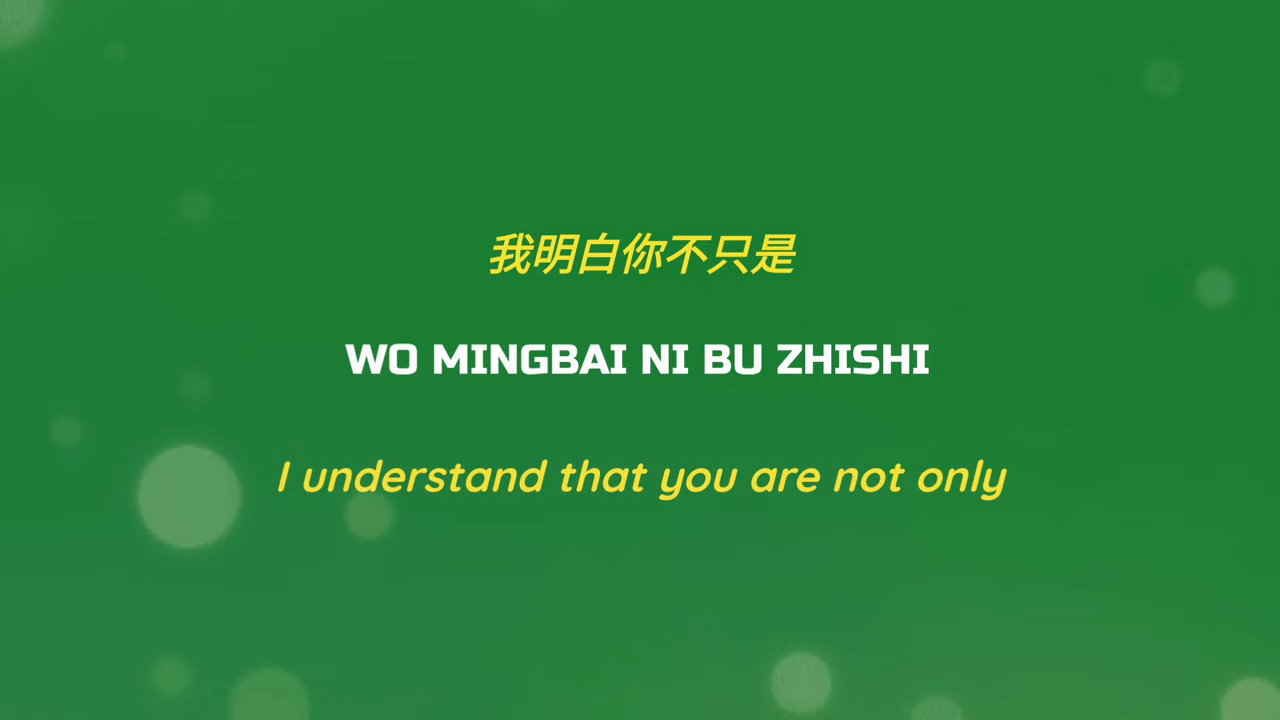 我明白你不只是
WO MINGBAI NI BU ZHISHI
I understand that you are not only